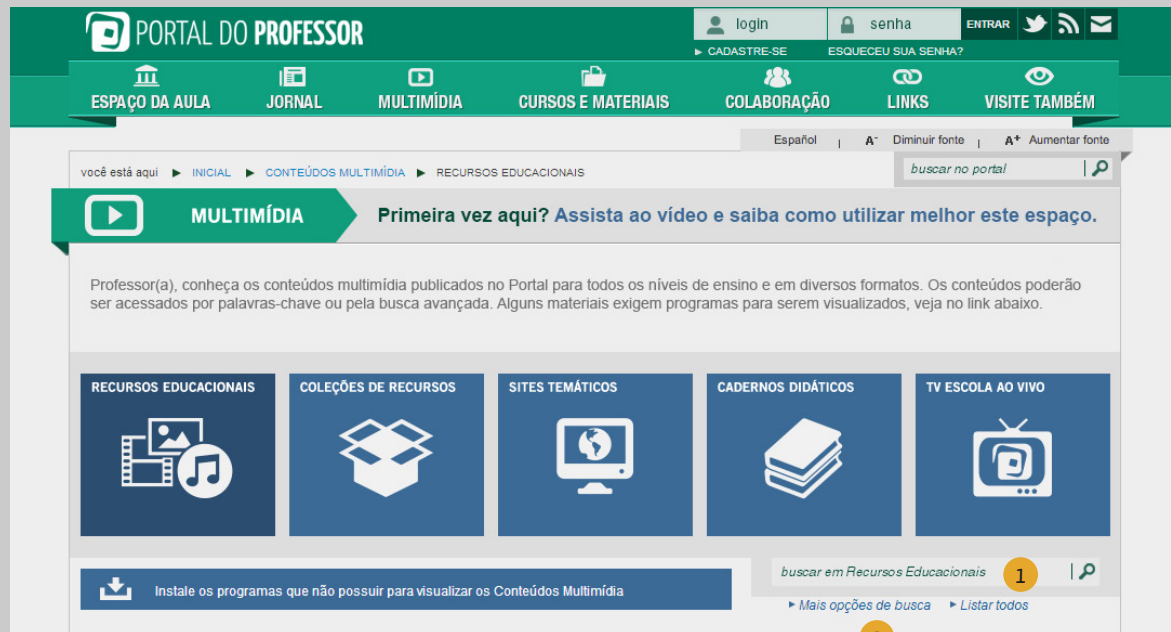 PORTAL DO PROFESSOR
login senha ENTRAR
► CADASTRE-SE ESQUECEU SUA SENHA?
ESPAÇO DA AULA JORNAL MULTIMÍDIA CURSOS E MATERIAIS COLABORAÇÃO LINKS VISITE TAMBÉM
Español | A- Diminuir fonte | A+ Aumentar fonte
você está aqui ► INICIAL ► CONTEÚDOS MULTIMÍDIA ► RECURSOS EDUCACIONAIS
buscar no portal
MULTIMÍDIA Primeira vez aqui? Assista ao vídeo e saiba como utilizar melhor este espaço.
Professor(a), conheça os conteúdos multimídia publicados no Portal para todos os níveis de ensino e em diversos formatos. Os conteúdos poderão
ser acessados por palavras-chave ou pela busca avançada. Alguns materiais exigem programas para serem visualizados, veja no link abaixo.
RECURSOS EDUCACIONAIS COLEÇÕES DE RECURSOS SITES TEMÁTICOS CADERNOS DIDÁTICOS TV ESCOLA AO VIVO
buscar em Recursos Educacionais 1
Instale os programas que não possuir para visualizar os Conteúdos Multimídia
► Mais opções de busca ► Listar todos